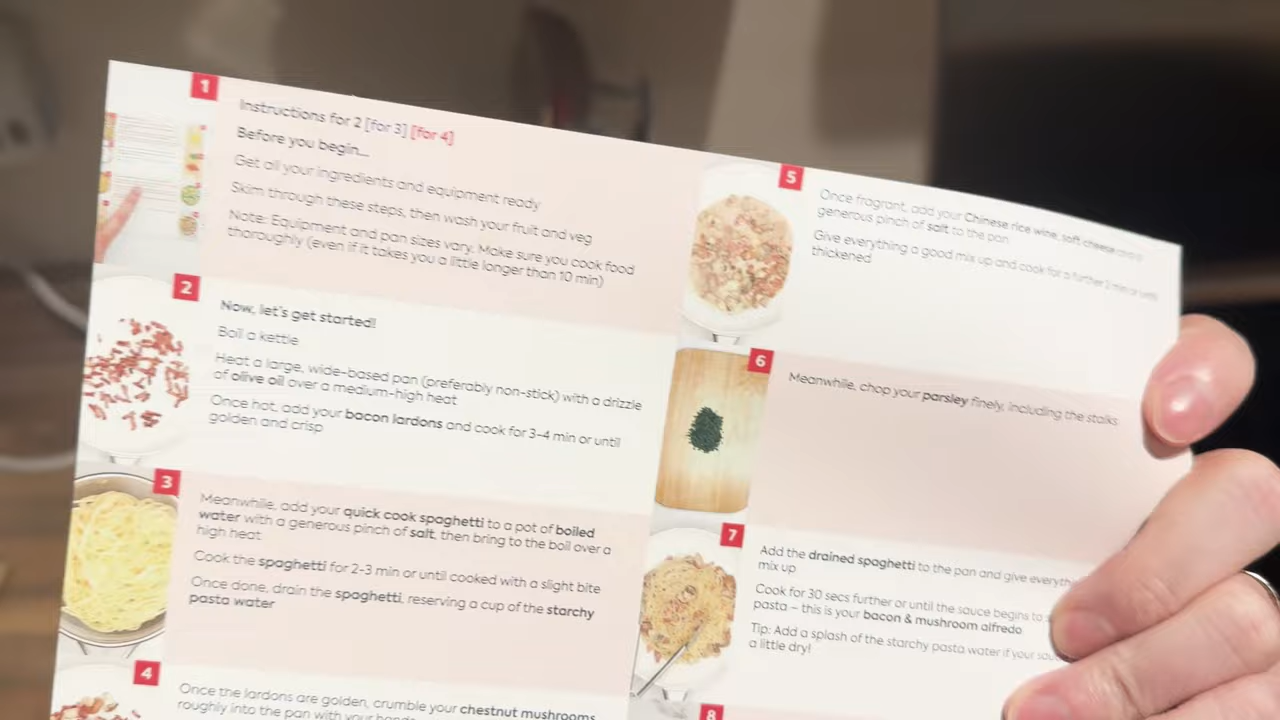 1
Instructions for 2 [for 3] [for 4]
Before you begin...
Get all your ingredients and equipment ready
Skim through these steps, then wash your fruit and veg
Note: Equipment and pan sizes vary. Make sure you cook food
thoroughly (even if it takes you a little longer than 10 min)
2
Now, let's get started!
Boil a kettle
Heat a large, wide-based pan (preferably non-stick) with a drizzle
of olive oil over a medium-high heat
Once hot, add your bacon lardons and cook for 3-4 min or until
golden and crisp
3
Meanwhile, add your quick cook spaghetti to a pot of boiled
water with a generous pinch of salt, then bring to the boil over a
high heat
Cook the spaghetti for 2-3 min or until cooked with a slight bite
Once done, drain the spaghetti, reserving a cup of the starchy
pasta water
4
Once the lardons are golden, crumble your chestnut mushrooms
roughly into the pan with your hands
5
Once fragrant, add your Chinese rice wine, soft cheese and a
generous pinch of salt to the pan
Give everything a good mix up and cook for a further 2 min or until
thickened
6
Meanwhile, chop your parsley finely, including the stalks
7
Add the drained spaghetti to the pan and give
mix up
Cook for 30 secs further or until the sauce begins to
pasta – this is your bacon & mushroom alfredo
Tip: Add a splash of the starchy pasta water if your
a little dry!
8